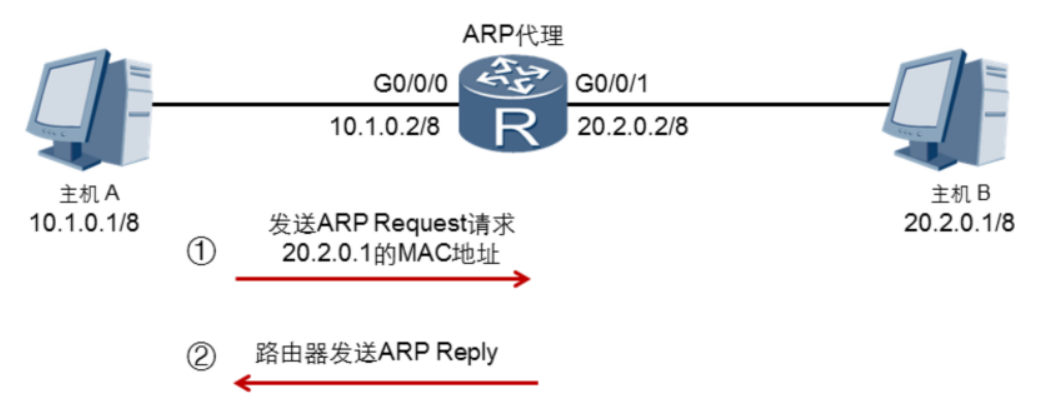 ARP代理
G0/0/0
G0/0/1
10.1.0.2/8
R
20.2.0.2/8
主机 A
10.1.0.1/8
主机 B
20.2.0.1/8
①
发送ARP Request请求
20.2.0.1的MAC地址
②
路由器发送ARP Reply